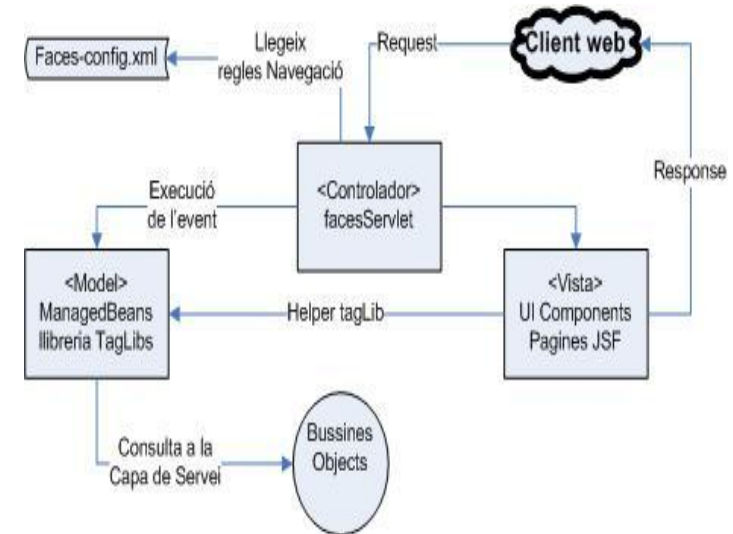 Faces-config.xml
Llegeix
regles Navegació
Request
Client web
Response
<Controlador>
facesServlet
Execució
de l'event
<Model>
ManagedBeans
llibreria TagLibs
Helper tagLib
<Vista>
UI Components
Pagines JSF
Consulta a la
Capa de Servei
Bussines
Objects